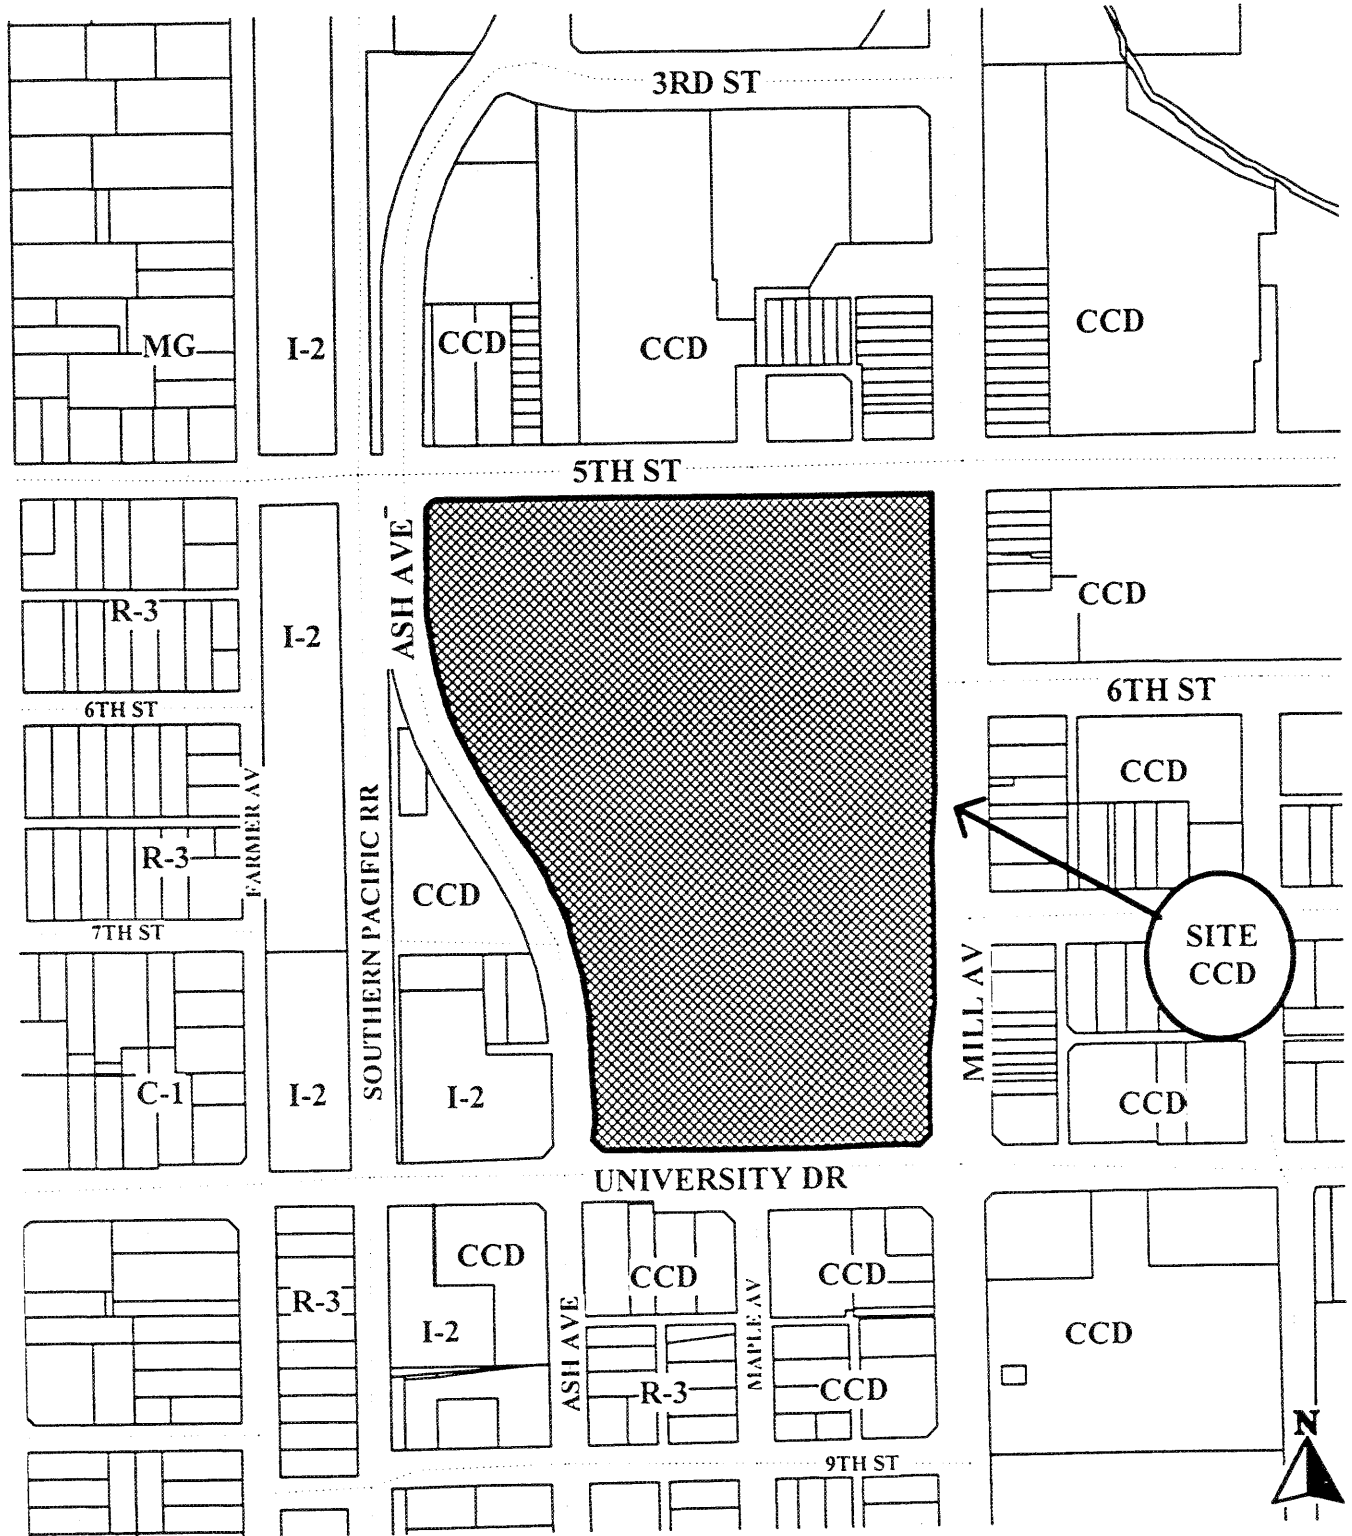 3RD ST
MG
I-2
CCD
CCD
CCD
5TH ST
ASH AVE
R-3
I-2
CCD
6TH ST
6TH ST
CCD
FARMER AV
SOUTHERN PACIFIC RR
R-3
CCD
7TH ST
SITE
CCD
MILL AV
C-1
I-2
I-2
CCD
UNIVERSITY DR
CCD
CCD
CCD
R-3
I-2
ASH AVE
MAPLE AV
CCD
R-3
CCD
N
9TH ST